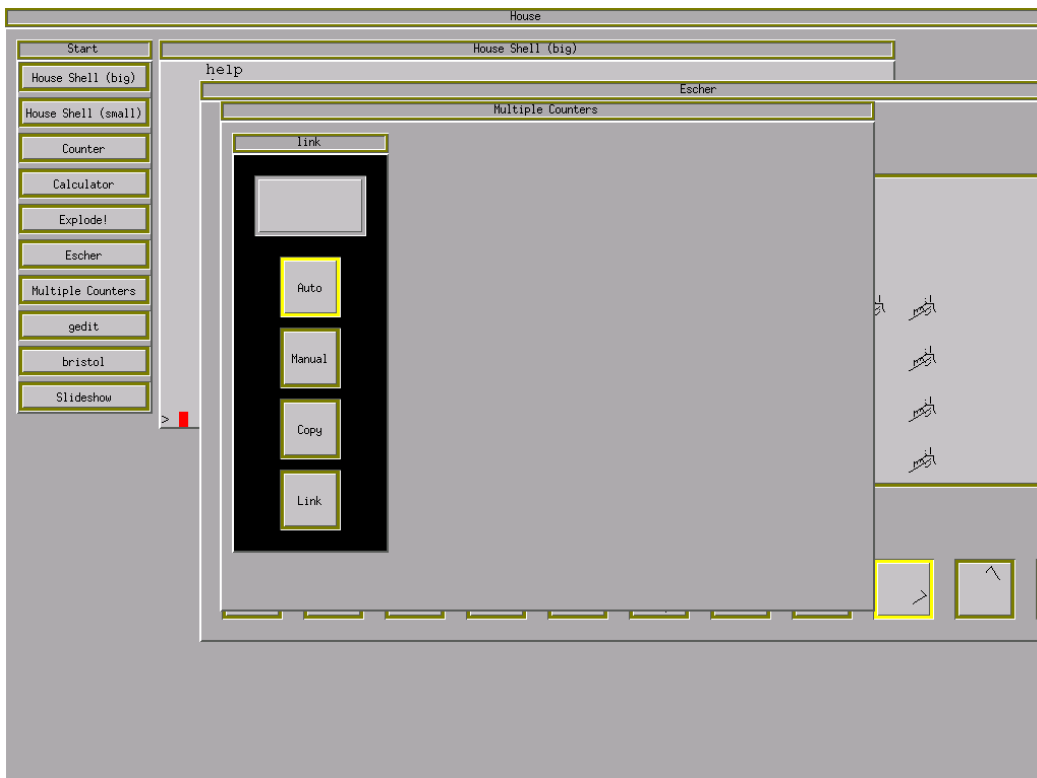 House
Start
House Shell (big)
House Shell (small)
Counter
Calculator
Explode!
Escher
Multiple Counters
gedit
bristol
Slideshow
House Shell (big)
help
>
Escher
Multiple Counters
link
Auto
Manual
Copy
Link